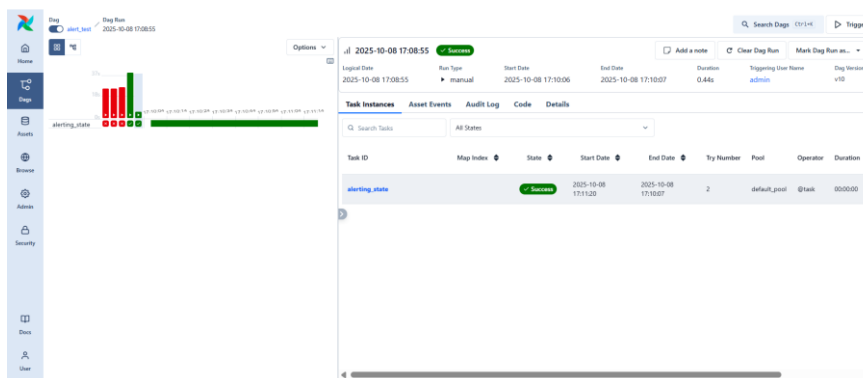 Dag
alert_test
Dag Run
2025-10-08 17:08:55
Search Dags Ctrl+K
Trigge
Home
Dags
Assets
Browse
Admin
Security
Docs
User
Options
alerting_state
2025-10-08 17:08:55 Success
Add a note
Clear Dag Run
Mark Dag Run as...
Logical Date Run Type Start Date End Date Duration Triggering User Name Dag Version
2025-10-08 17:08:55 manual 2025-10-08 17:10:06 2025-10-08 17:10:07 0.44s admin v10
Task Instances Asset Events Audit Log Code Details
Search Tasks All States
Task ID Map Index State Start Date End Date Try Number Pool Operator Duration
alerting_state Success 2025-10-08 17:11:20 2025-10-08 17:10:07 2 default_pool @task 00:00:00